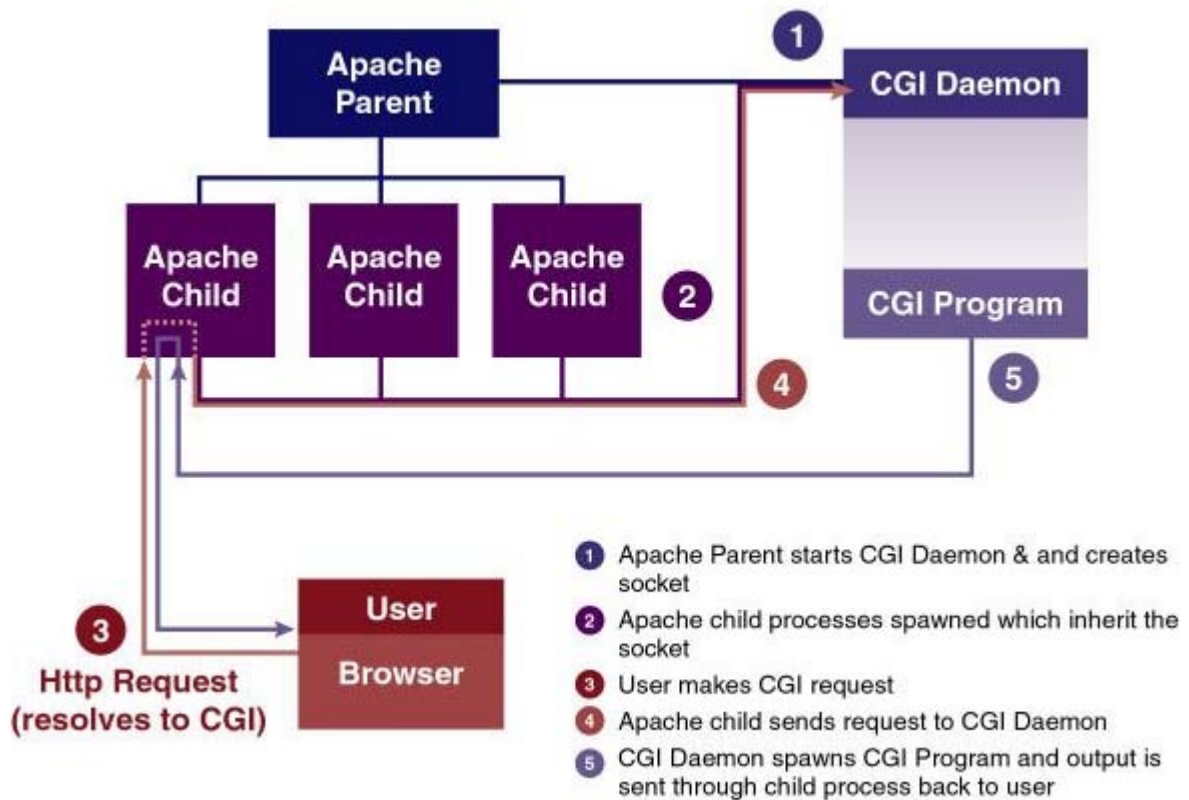 1
Apache
Parent
CGI Daemon
Apache
Child
Apache
Child
Apache
Child
2
CGI Program
4
5
3
Http Request
(resolves to CGI)
User
Browser
1 Apache Parent starts CGI Daemon & and creates
socket
2 Apache child processes spawned which inherit the
socket
3 User makes CGI request
4 Apache child sends request to CGI Daemon
5 CGI Daemon spawns CGI Program and output is
sent through child process back to user